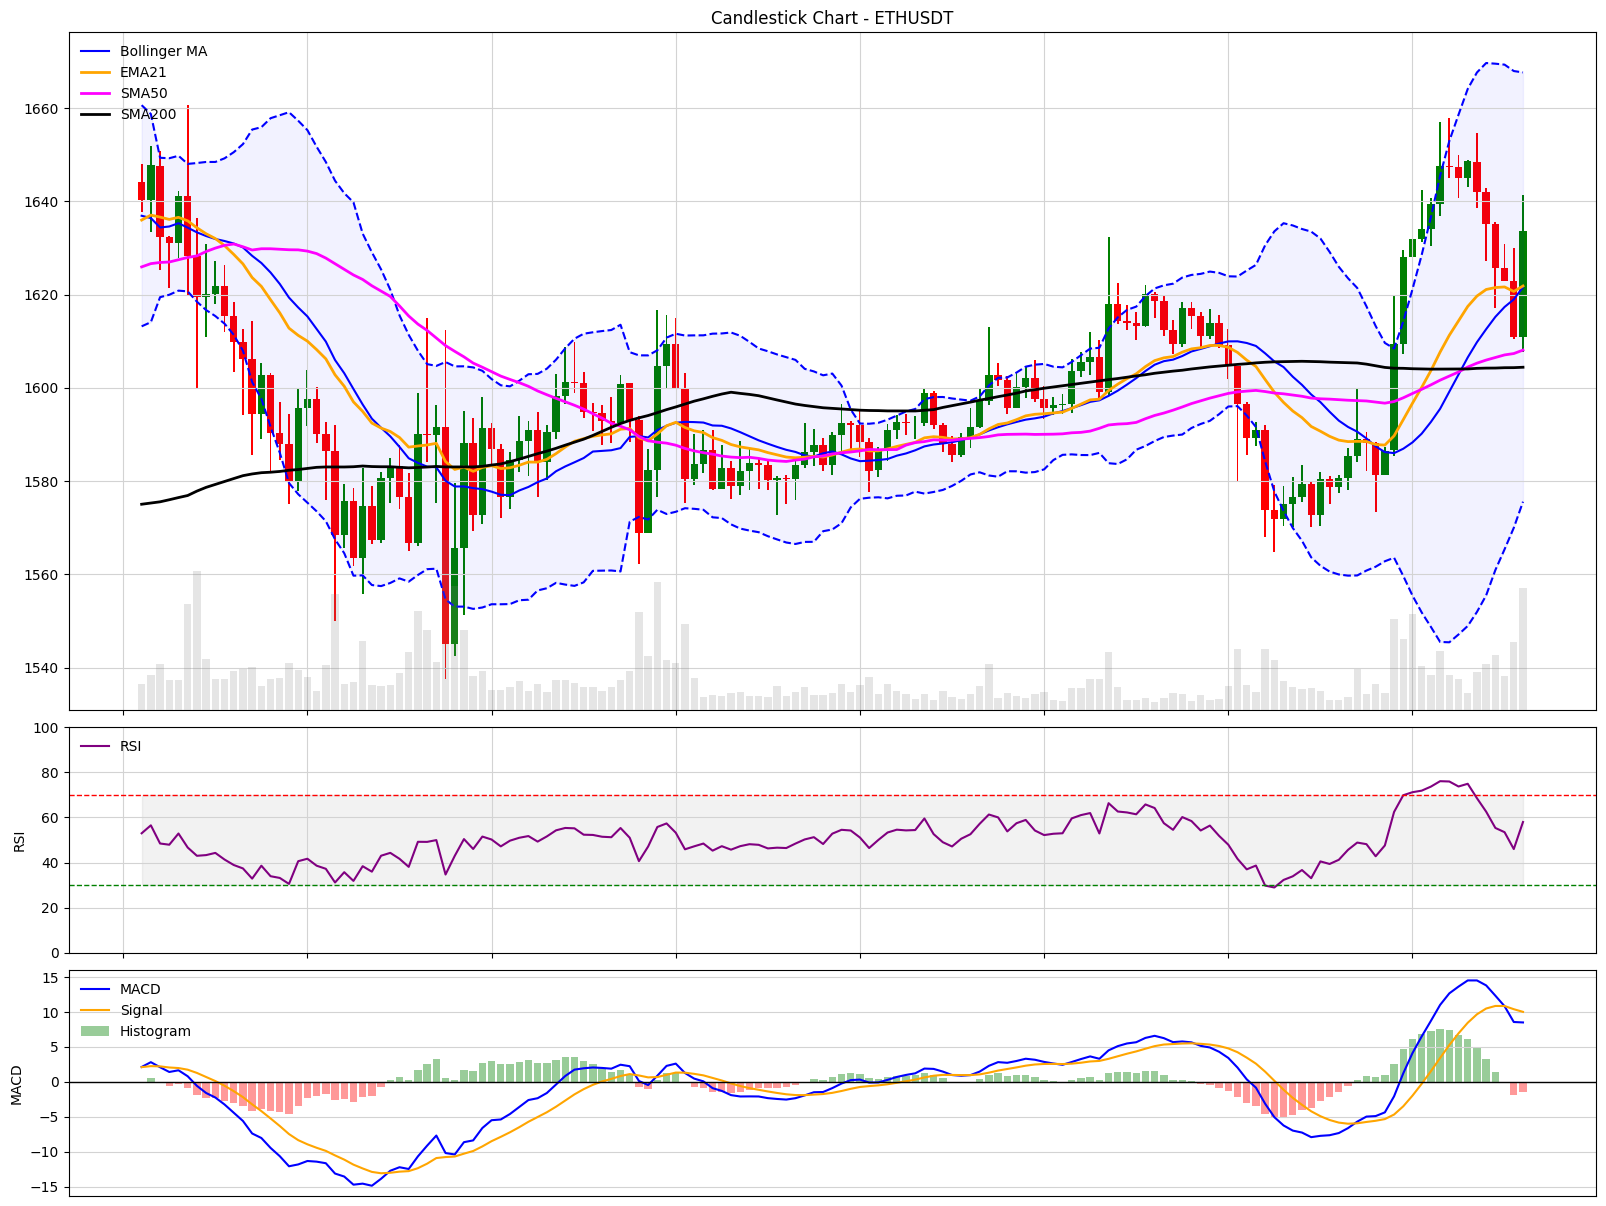 Candlestick Chart - ETHUSDT
Bollinger MA
EMA21
SMA50
SMA200
1660
1640
1620
1600
1580
1560
1540
RSI
100
80
60
40
20
0
RSI
MACD
Signal
Histogram
15
10
5
0
−5
−10
−15
MACD